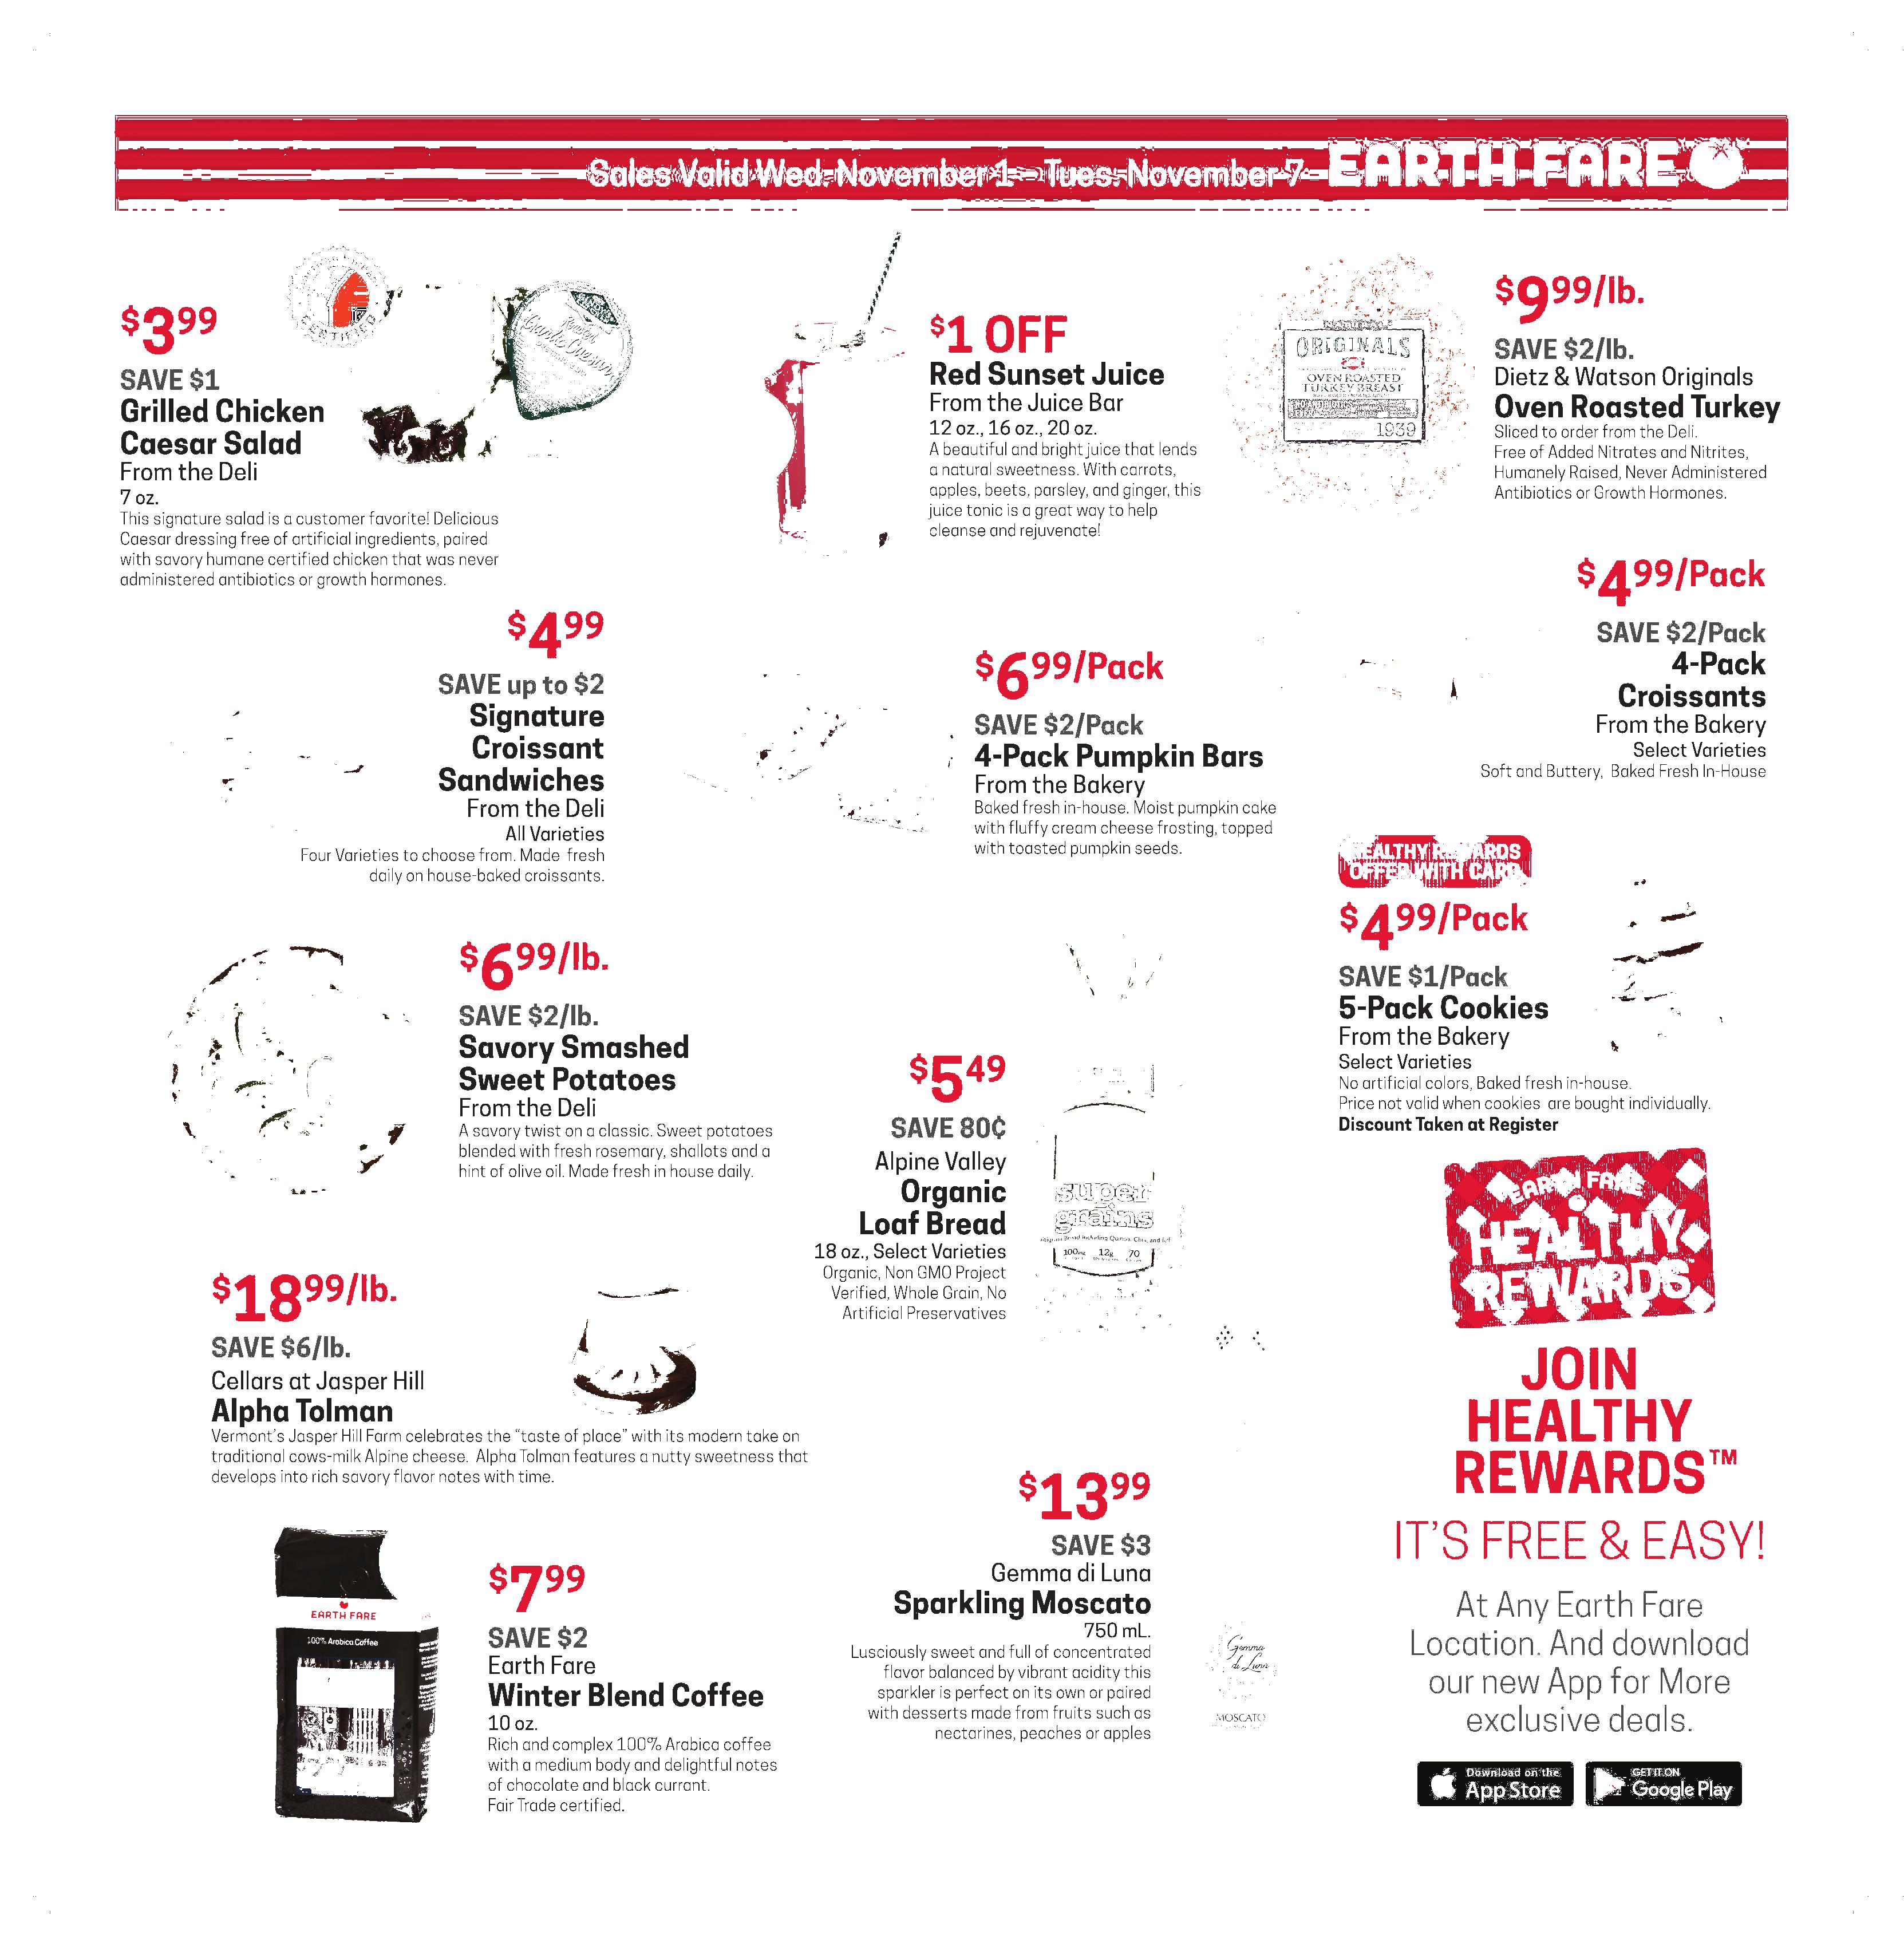 Sales Valid Wed. November 1 - Tues. November 7 EARTH FARE
$3.99
SAVE $1
Grilled Chicken
Caesar Salad
From the Deli
7 oz.
This signature salad is a customer favorite! Delicious
Caesar dressing free of artificial ingredients, paired
with savory humane certified chicken that was never
administered antibiotics or growth hormones.
$1 OFF
Red Sunset Juice
From the Juice Bar
12 oz., 16 oz., 20 oz.
A beautiful and bright juice that lends
a natural sweetness. With carrots,
apples, beets, parsley, and ginger, this
juice tonic is a great way to help
cleanse and rejuvenate!
ORIGINALS
OVEN ROASTED
TURKEY BREAST
1939
$9.99/lb.
SAVE $2/lb.
Dietz & Watson Originals
Oven Roasted Turkey
Sliced to order from the Deli.
Free of Added Nitrates and Nitrites,
Humanely Raised, Never Administered
Antibiotics or Growth Hormones.
$4.99
SAVE up to $2
Signature
Croissant
Sandwiches
From the Deli
All Varieties
Four Varieties to choose from. Made fresh
daily on house-baked croissants.
$6.99/Pack
SAVE $2/Pack
4-Pack Pumpkin Bars
From the Bakery
Baked fresh in-house. Moist pumpkin cake
with fluffy cream cheese frosting, topped
with toasted pumpkin seeds.
$4.99/Pack
SAVE $2/Pack
4-Pack
Croissants
From the Bakery
Select Varieties
Soft and Buttery, Baked Fresh In-House
HEALTHY REWARDS
OFFER WITH CARD
$4.99/Pack
SAVE $1/Pack
5-Pack Cookies
From the Bakery
Select Varieties
No artificial colors, Baked fresh in-house.
Price not valid when cookies are bought individually.
Discount Taken at Register
$6.99/lb.
SAVE $2/lb.
Savory Smashed
Sweet Potatoes
From the Deli
A savory twist on a classic. Sweet potatoes
blended with fresh rosemary, shallots and a
hint of olive oil. Made fresh in house daily.
$5.49
SAVE 80¢
Alpine Valley
Organic
Loaf Bread
18 oz., Select Varieties
Organic, Non GMO Project
Verified, Whole Grain, No
Artificial Preservatives
super
grains
100mg 12g 70
$18.99/lb.
SAVE $6/lb.
Cellars at Jasper Hill
Alpha Tolman
Vermont's Jasper Hill Farm celebrates the "taste of place" with its modern take on
traditional cows-milk Alpine cheese. Alpha Tolman features a nutty sweetness that
develops into rich savory flavor notes with time.
EARTH FARE
HEALTHY
REWARDS
JOIN
HEALTHY
REWARDS™
IT'S FREE & EASY!
At Any Earth Fare
Location. And download
our new App for More
exclusive deals.
Download on the
App Store
GET IT ON
Google Play
$13.99
SAVE $3
Gemma di Luna
Sparkling Moscato
750 mL.
Lusciously sweet and full of concentrated
flavor balanced by vibrant acidity this
sparkler is perfect on its own or paired
with desserts made from fruits such as
nectarines, peaches or apples
Gemma
di Luna
MOSCATO
EARTH FARE
100% Arabica Coffee
$7.99
SAVE $2
Earth Fare
Winter Blend Coffee
10 oz.
Rich and complex 100% Arabica coffee
with a medium body and delightful notes
of chocolate and black currant.
Fair Trade certified.